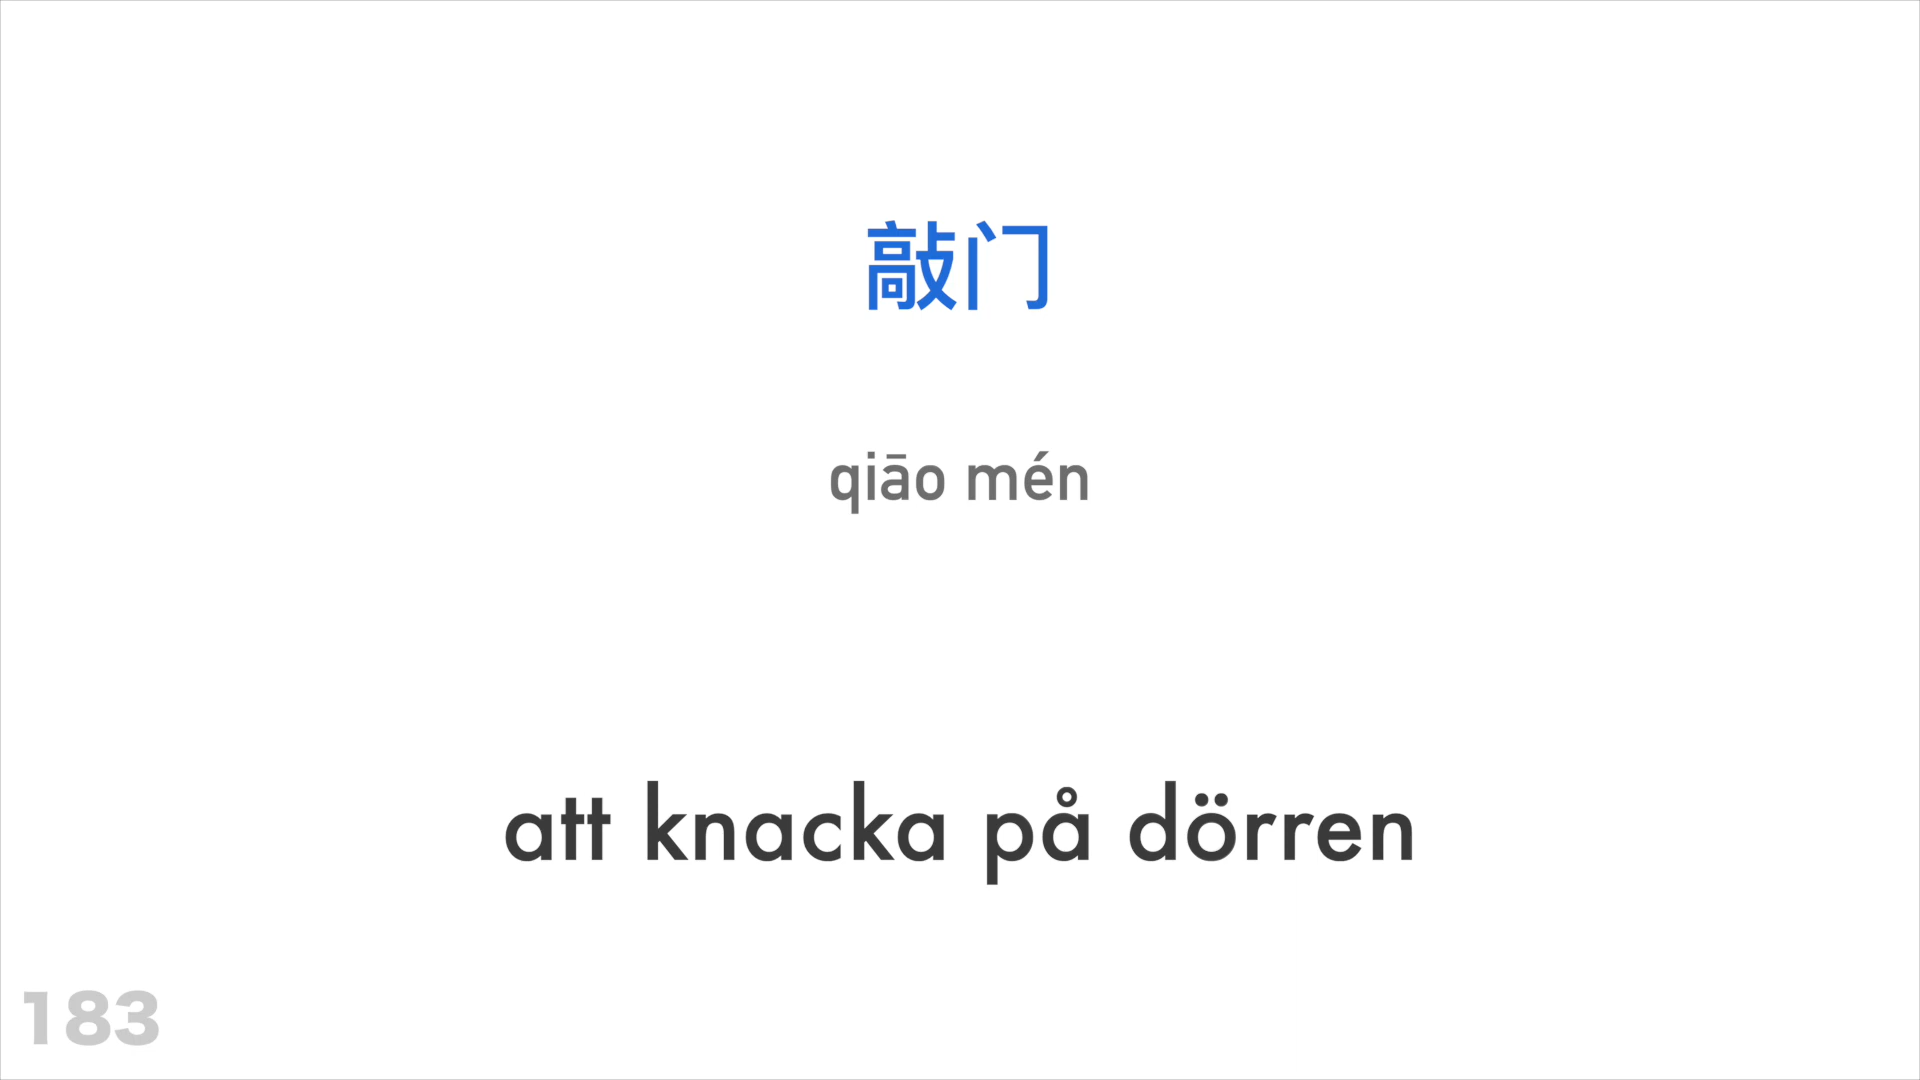 敲门
qiāo mén
att knacka på dörren
183